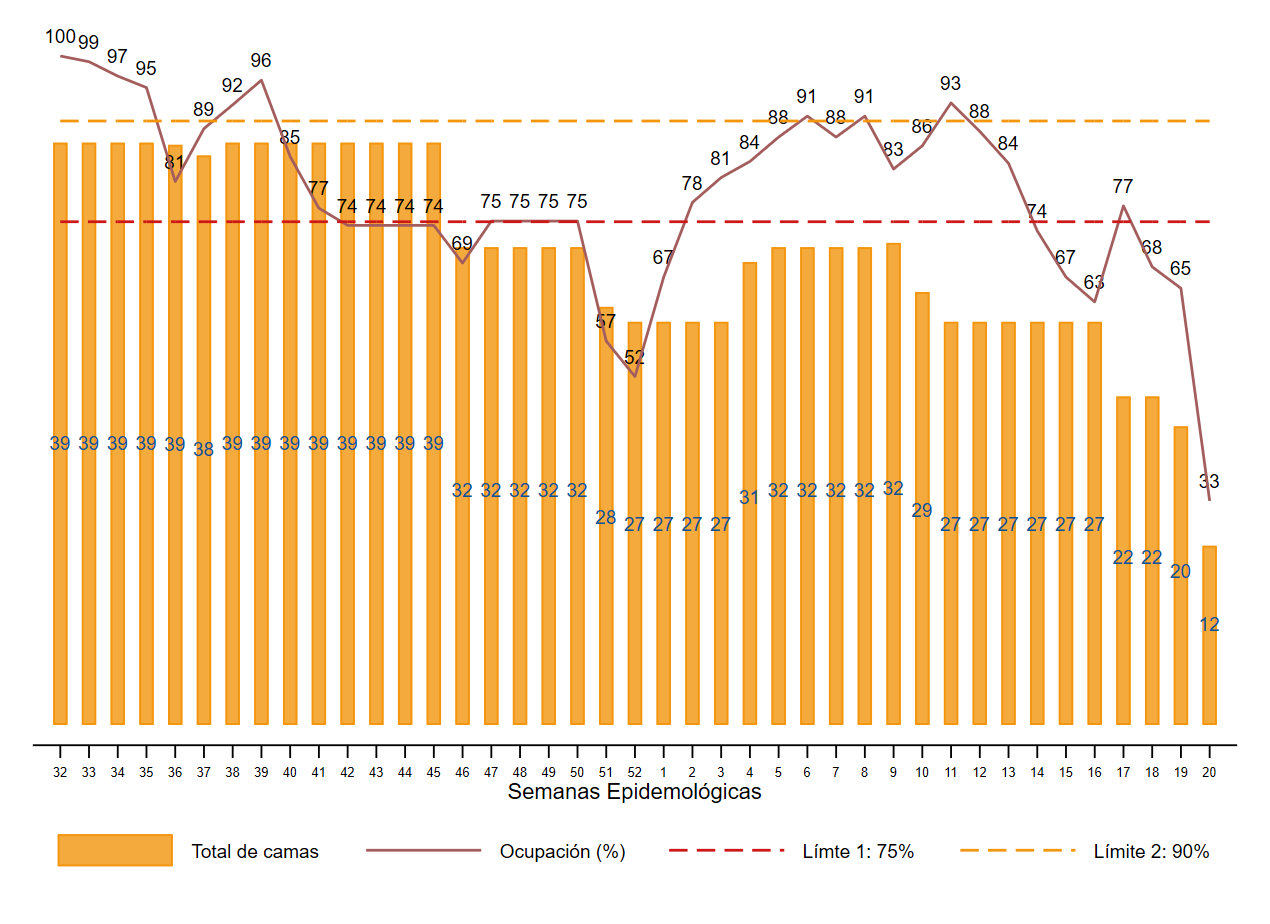 100 99 97 95 81 89 92 96 85 77 74 74 74 74 69 75 75 75 75 57 52 67 78 81 84 88 91 88 91 83 86 93 88 84 74 67 63 77 68 65 33
39 39 39 39 39 38 39 39 39 39 39 39 39 39 32 32 32 32 32 28 27 27 27 27 31 32 32 32 32 32 29 27 27 27 27 27 27 22 22 20 12
32 33 34 35 36 37 38 39 40 41 42 43 44 45 46 47 48 49 50 51 52 1 2 3 4 5 6 7 8 9 10 11 12 13 14 15 16 17 18 19 20
Semanas Epidemológicas
Total de camas Ocupación (%) Límte 1: 75% Límite 2: 90%